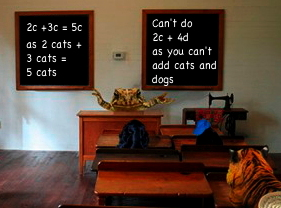 2c +3c = 5c
as 2 cats +
3 cats =
5 cats
Can't do
2c + 4d
as you can't
add cats and
dogs